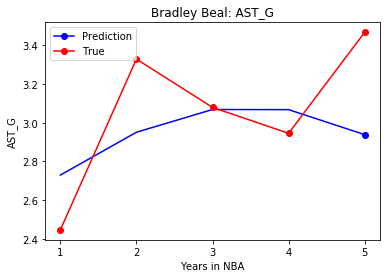 Bradley Beal: AST_G
Prediction
True
3.4
3.2
3.0
2.8
2.6
2.4
AST_G
1 2 3 4 5
Years in NBA